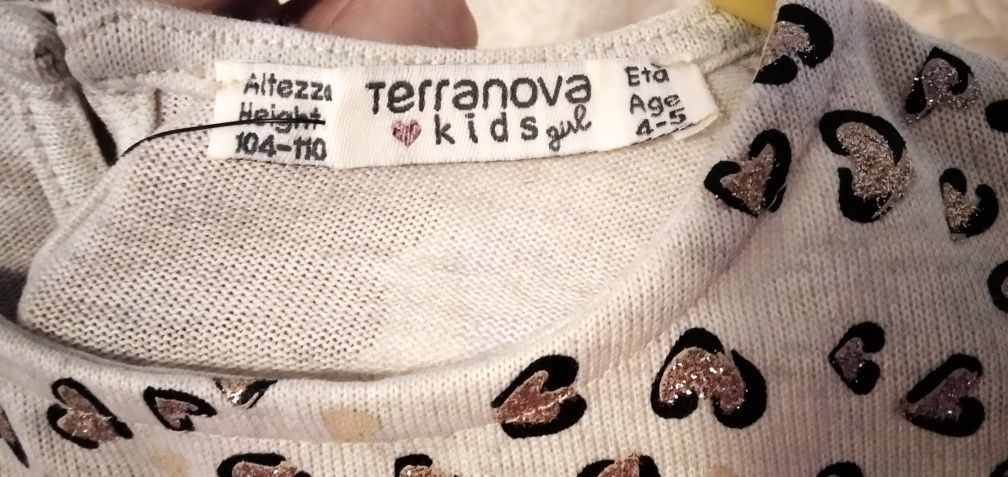 Altezza
Height
104-110
Terranova
kids girl
Età
Age
4-5